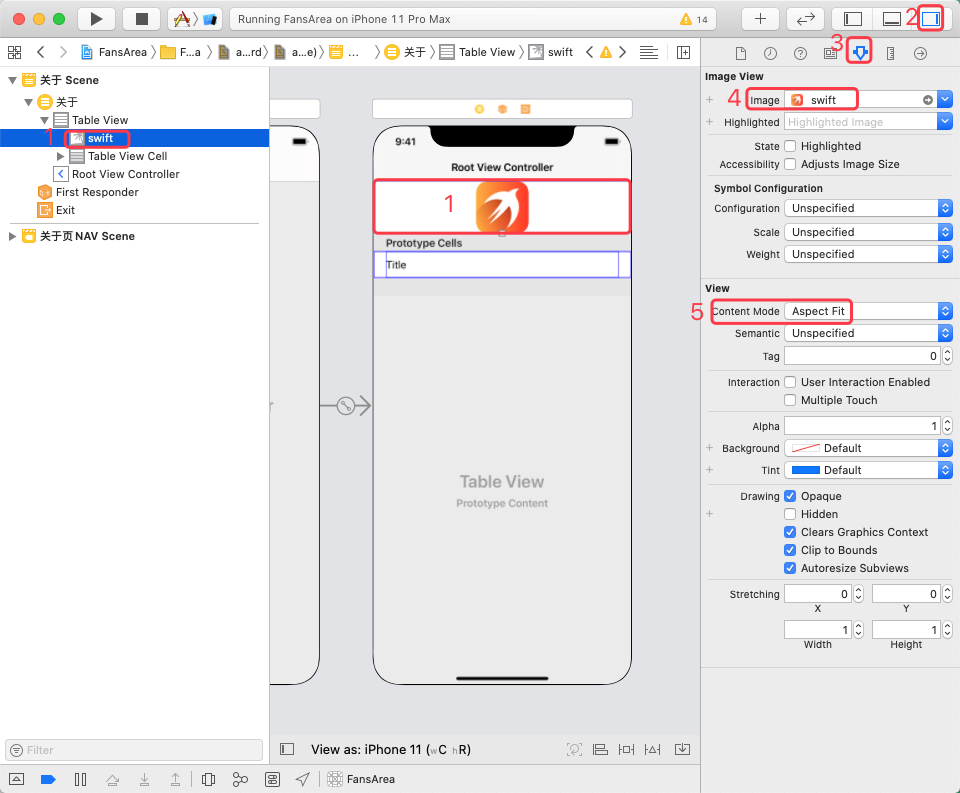 Running FansArea on iPhone 11 Pro Max
14
2
FansArea
F...a
...rd)
...e)
...
关于
Table View
swift
3
关于 Scene
关于
Table View
1
swift
Table View Cell
Root View Controller
First Responder
Exit
关于页 NAV Scene
Filter
9:41
Root View Controller
1
Prototype Cells
Title
Table View
Prototype Content
View as: iPhone 11 (wC hR)
FansArea
Image View
4
Image
swift
Highlighted
Highlighted Image
State
Highlighted
Accessibility
Adjusts Image Size
Symbol Configuration
Configuration
Unspecified
Scale
Unspecified
Weight
Unspecified
View
5
Content Mode
Aspect Fit
Semantic
Unspecified
Tag
0
Interaction
User Interaction Enabled
Multiple Touch
Alpha
1
Background
Default
Tint
Default
Drawing
Opaque
Hidden
Clears Graphics Context
Clip to Bounds
Autoresize Subviews
Stretching
0
0
X
Y
1
1
Width
Height